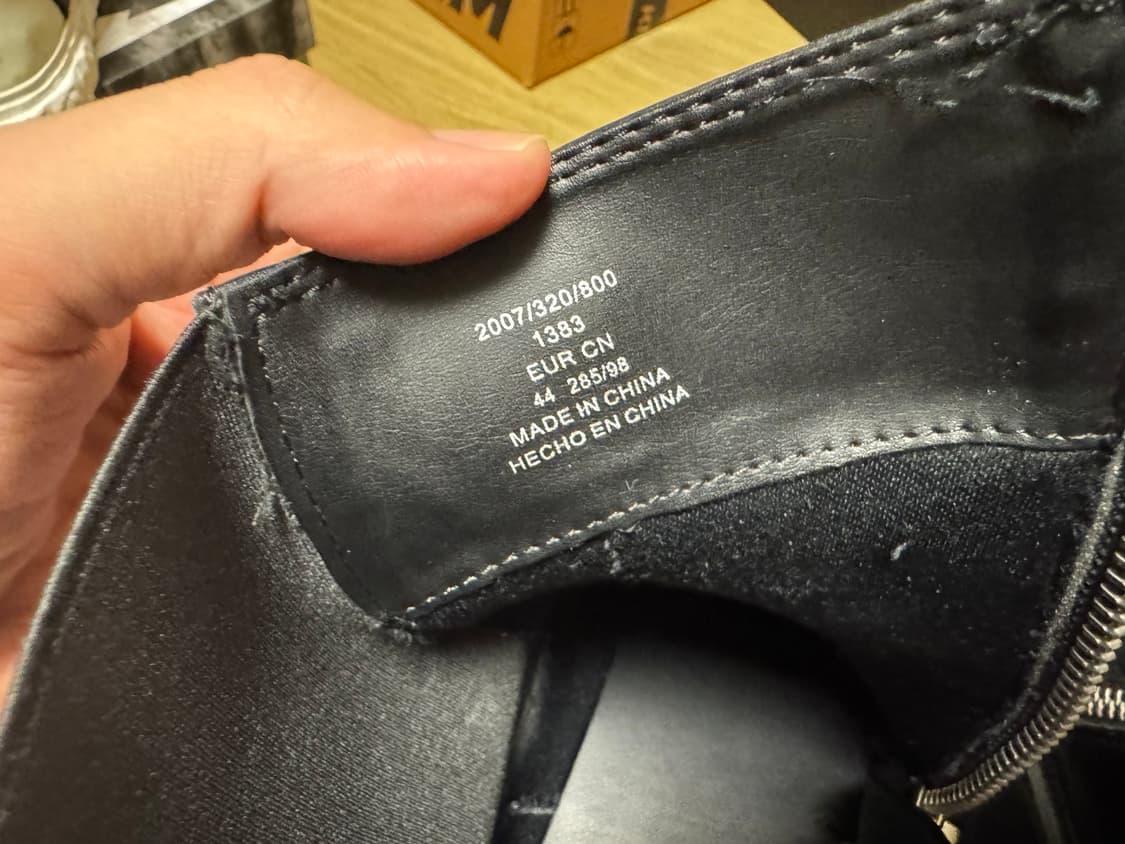 2007/320/800
1383
EUR CN
44 285/98
MADE IN CHINA
HECHO EN CHINA